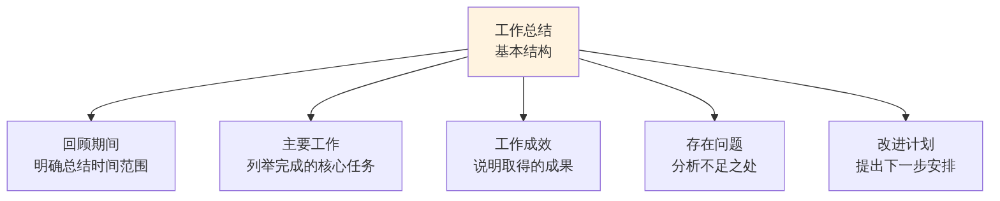 工作总结
基本结构
回顾期间
明确总结时间范围
主要工作
列举完成的核心任务
工作成效
说明取得的成果
存在问题
分析不足之处
改进计划
提出下一步安排